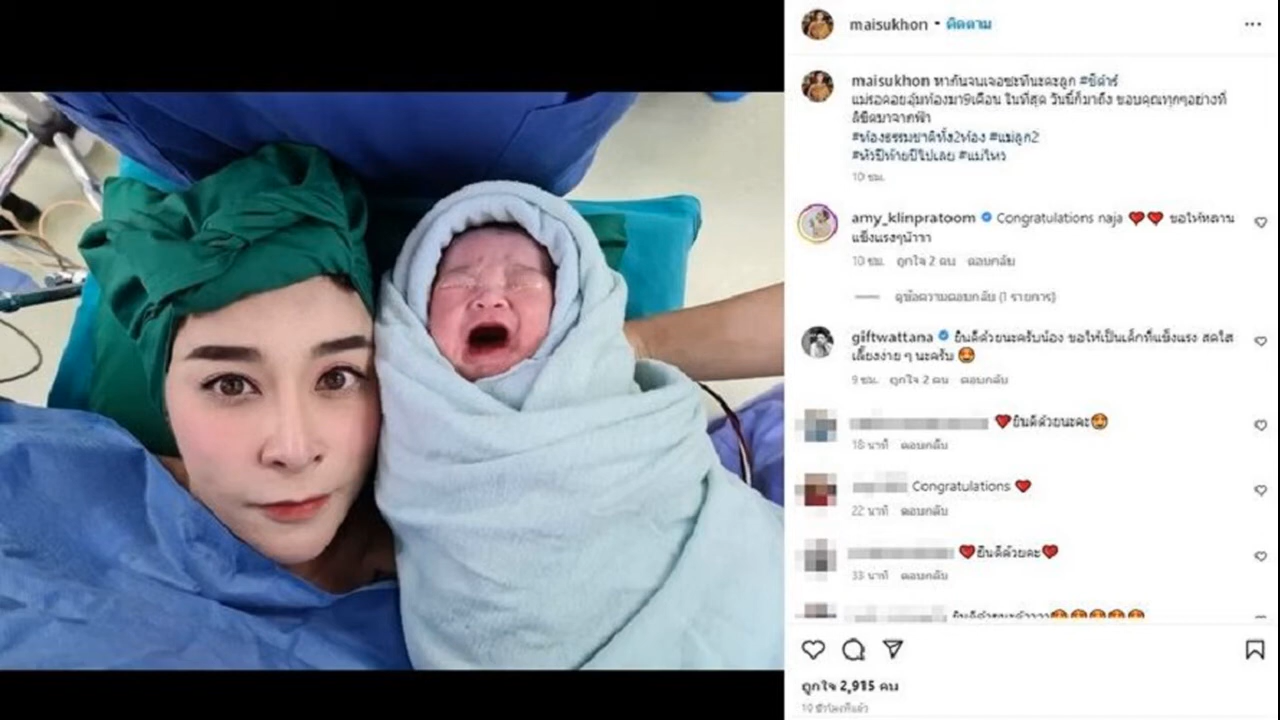 maisukhon • ติดตาม
maisukhon หากันจนเจอซะทีนะคะลูก #ซีด้าร์
แม่รอคอยอุ้มท้องมา9เดือน ในที่สุด วันนี้ก็มาถึง ขอบคุณทุกๆอย่างที่
ลิขิตมาจากฟ้า
#ท้องธรรมชาติทั้ง2ท้อง #แม่ลูก2
#หัวปีท้ายปีไปเลย #แม่ไหว
10 ชม.
amy_klinpratoom Congratulations naja ❤️❤️ ขอให้หลาน
แข็งแรงๆน้าาา
10 ชม. ถูกใจ 2 คน ตอบกลับ
ดูข้อความตอบกลับ (1 รายการ)
giftwattana ยินดีด้วยนะครับน้อง ขอให้เป็นเด็กที่แข็งแรง สดใส
เลี้ยงง่าย ๆ นะครับ 🤩
9 ชม. ถูกใจ 2 คน ตอบกลับ
❤️ยินดีด้วยนะคะ🤩
18 นาที ตอบกลับ
Congratulations ❤️
22 นาที ตอบกลับ
❤️ยินดีด้วยคะ❤️
33 นาที ตอบกลับ
ถูกใจ 2,915 คน
10 ชั่วโมงที่แล้ว